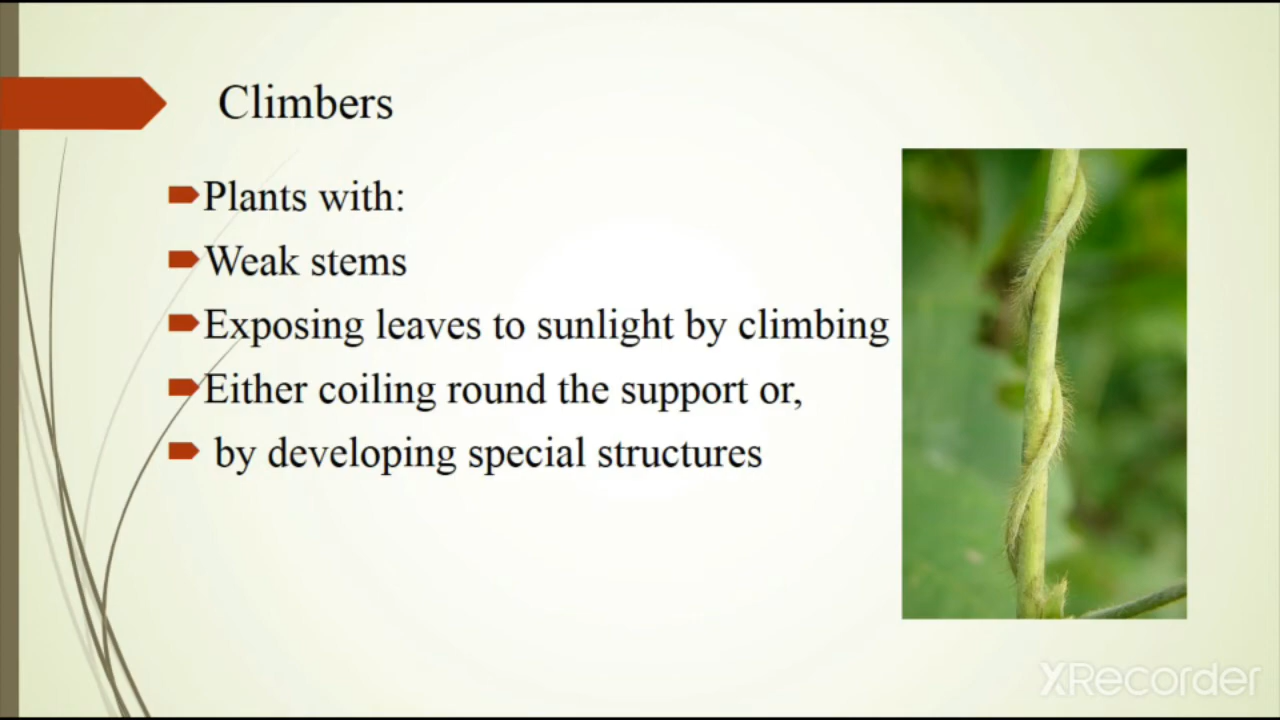 Climbers
Plants with:
Weak stems
Exposing leaves to sunlight by climbing
Either coiling round the support or,
by developing special structures
XRecorder